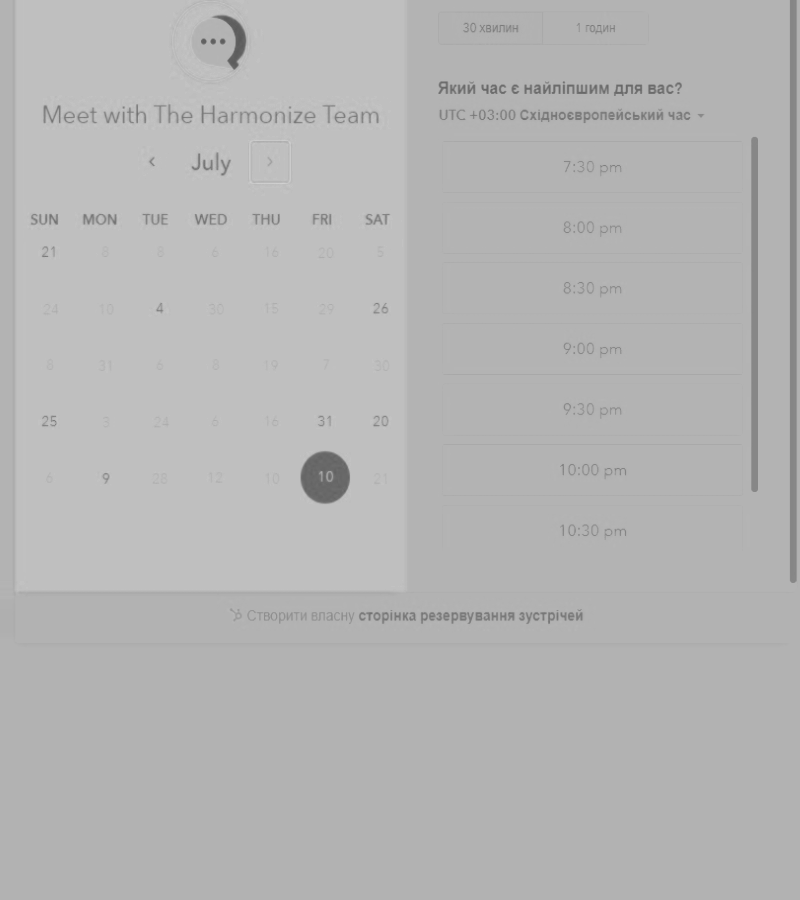 30 хвилин 1 годин
Який час є найліпшим для вас?
UTC +03:00 Східноєвропейський час
Meet with The Harmonize Team
July
SUN MON TUE WED THU FRI SAT
21 8 8 6 16 20 5
24 10 4 30 15 29 26
8 31 6 8 19 7 30
25 3 24 6 16 31 20
6 9 28 12 10 10 21
7:30 pm
8:00 pm
8:30 pm
9:00 pm
9:30 pm
10:00 pm
10:30 pm
Створити власну сторінка резервування зустрічей